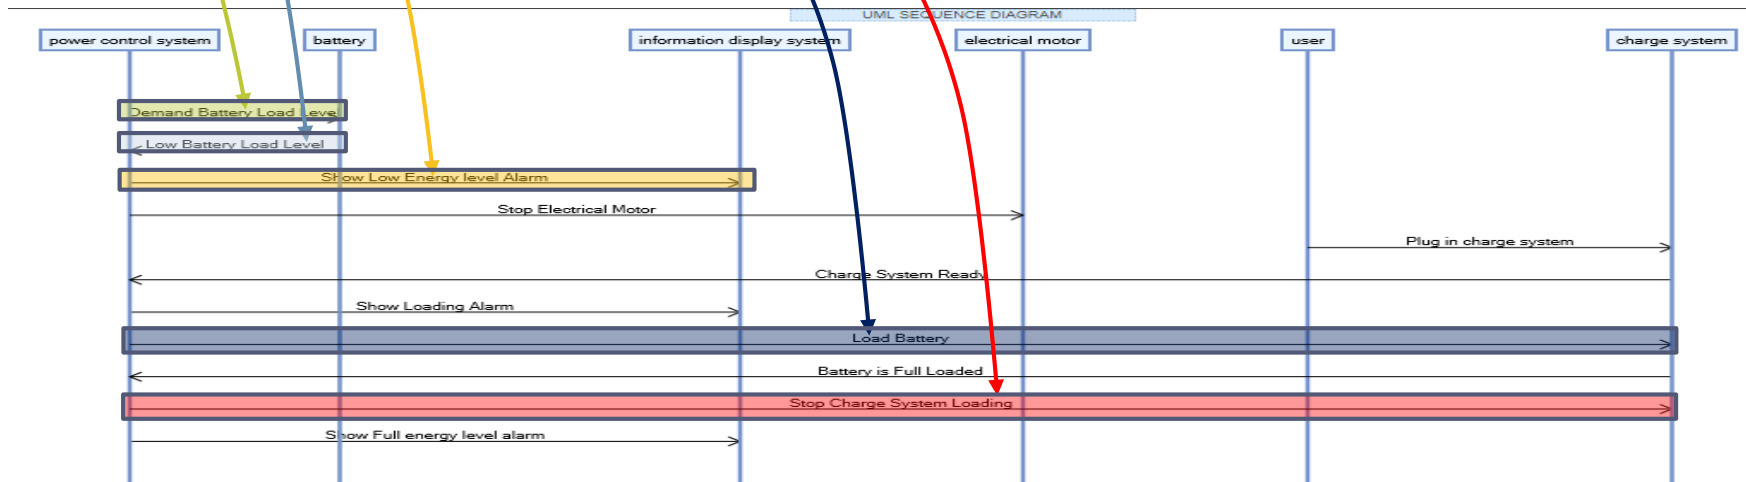 UML SEQUENCE DIAGRAM
power control system
battery
information display system
electrical motor
user
charge system
Demand Battery Load Level
Low Battery Load Level
Show Low Energy level Alarm
Stop Electrical Motor
Plug in charge system
Charge System Ready
Show Loading Alarm
Load Battery
Battery is Full Loaded
Stop Charge System Loading
Show Full energy level alarm